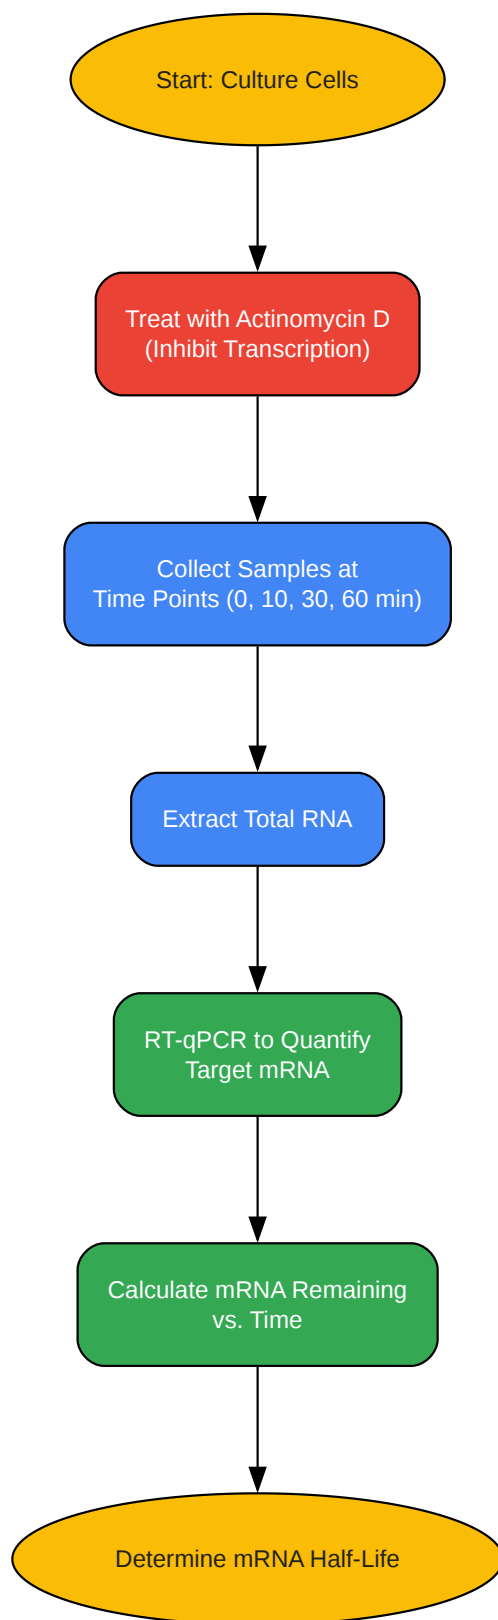 Start: Culture Cells
Treat with Actinomycin D
(Inhibit Transcription)
Collect Samples at
Time Points (0, 10, 30, 60 min)
Extract Total RNA
RT-qPCR to Quantify
Target mRNA
Calculate mRNA Remaining
vs. Time
Determine mRNA Half-Life